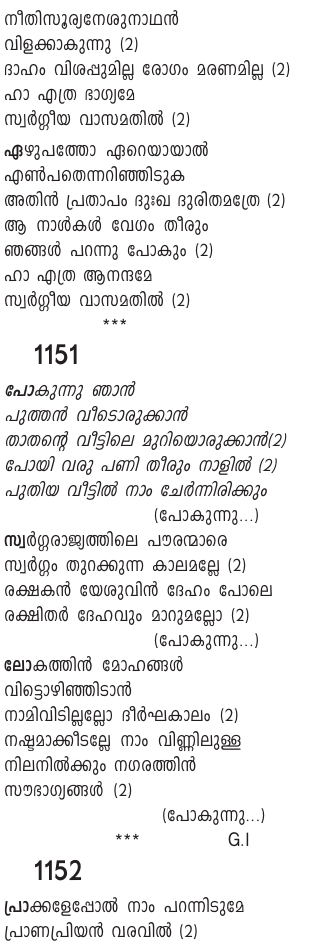 നീതിസൂര്യനേശുനാഥൻ
വിളക്കാകുന്നു (2)
ദാഹം വിശപ്പുമില്ല രോഗം മരണമില്ല (2)
ഹാ എത്ര ഭാഗ്യമേ
സ്വർഗ്ഗീയ വാസമതിൽ (2)
ഏഴുപത്തോ ഏറെയായാൽ
എൺപതെന്നറിഞ്ഞിടുക
അതിൻ പ്രതാപം ദുഃഖ ദുരിതമത്രേ (2)
ആ നാൾകൾ വേഗം തീരും
ഞങ്ങൾ പറന്നു പോകും (2)
ഹാ എത്ര ആനന്ദമേ
സ്വർഗ്ഗീയ വാസമതിൽ (2)
***
1151
പോകുന്നു ഞാൻ
പുത്തൻ വീടൊരുക്കാൻ
താതന്റെ വീട്ടിലെ മുറിയൊരുക്കാൻ(2)
പോയി വരു പണി തീരും നാളിൽ (2)
പുതിയ വീട്ടിൽ നാം ചേർന്നിരിക്കും
(പോകുന്നു...)
സ്വർഗ്ഗരാജ്യത്തിലെ പൗരന്മാരെ
സ്വർഗ്ഗം തുറക്കുന്ന കാലമല്ലേ (2)
രക്ഷകൻ യേശുവിൻ ദേഹം പോലെ
രക്ഷിതർ ദേഹവും മാറുമല്ലോ (2)
(പോകുന്നു...)
ലോകത്തിൻ മോഹങ്ങൾ
വിട്ടൊഴിഞ്ഞിടാൻ
നാമിവിടില്ലല്ലോ ദീർഘകാലം (2)
നഷ്ടമാക്കീടല്ലേ നാം വിണ്ണിലുള്ള
നിലനിൽക്കും നഗരത്തിൻ
സൗഭാഗ്യങ്ങൾ (2)
(പോകുന്നു...)
*** G.I
1152
പ്രാക്കളേപ്പോൽ നാം പറന്നിടുമേ
പ്രാണപ്രിയൻ വരവിൽ (2)